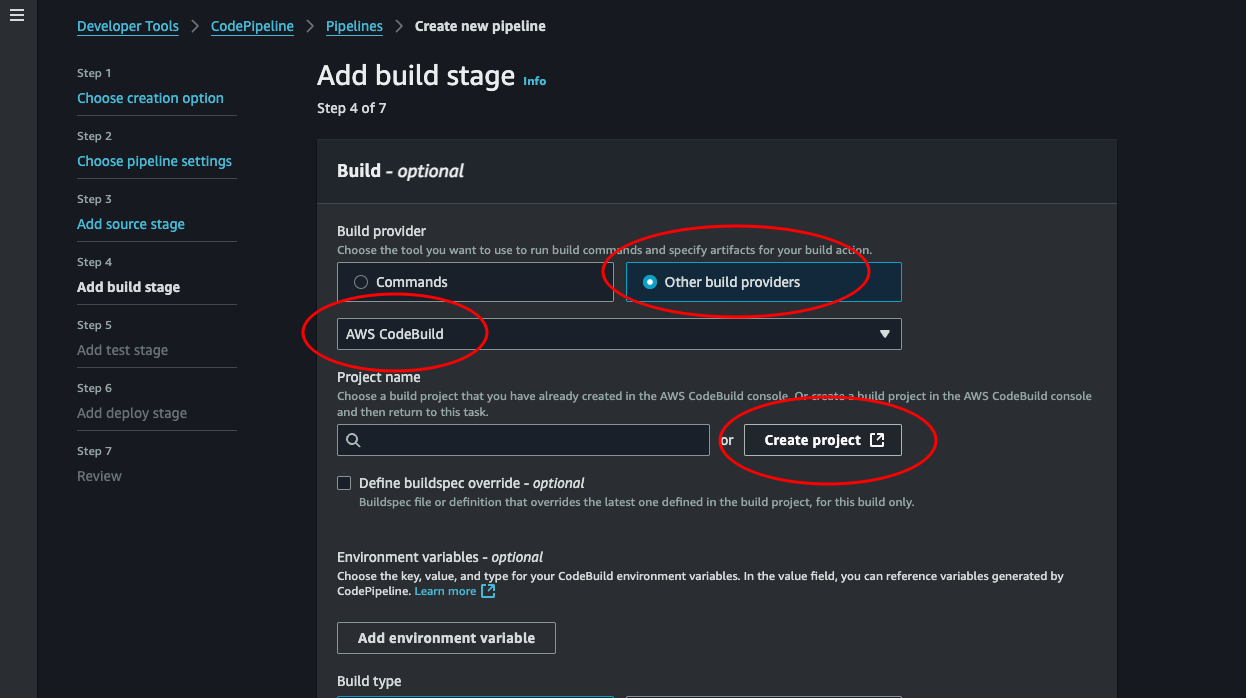 Developer Tools > CodePipeline > Pipelines > Create new pipeline
Step 1
Choose creation option
Step 2
Choose pipeline settings
Step 3
Add source stage
Step 4
Add build stage
Step 5
Add test stage
Step 6
Add deploy stage
Step 7
Review
Add build stage Info
Step 4 of 7
Build - optional
Build provider
Choose the tool you want to use to run build commands and specify artifacts for your build action.
Commands
Other build providers
AWS CodeBuild
Project name
Choose a build project that you have already created in the AWS CodeBuild console. Or create a build project in the AWS CodeBuild console
and then return to this task.
or
Create project
Define buildspec override - optional
Buildspec file or definition that overrides the latest one defined in the build project, for this build only.
Environment variables - optional
Choose the key, value, and type for your CodeBuild environment variables. In the value field, you can reference variables generated by
CodePipeline. Learn more
Add environment variable
Build type